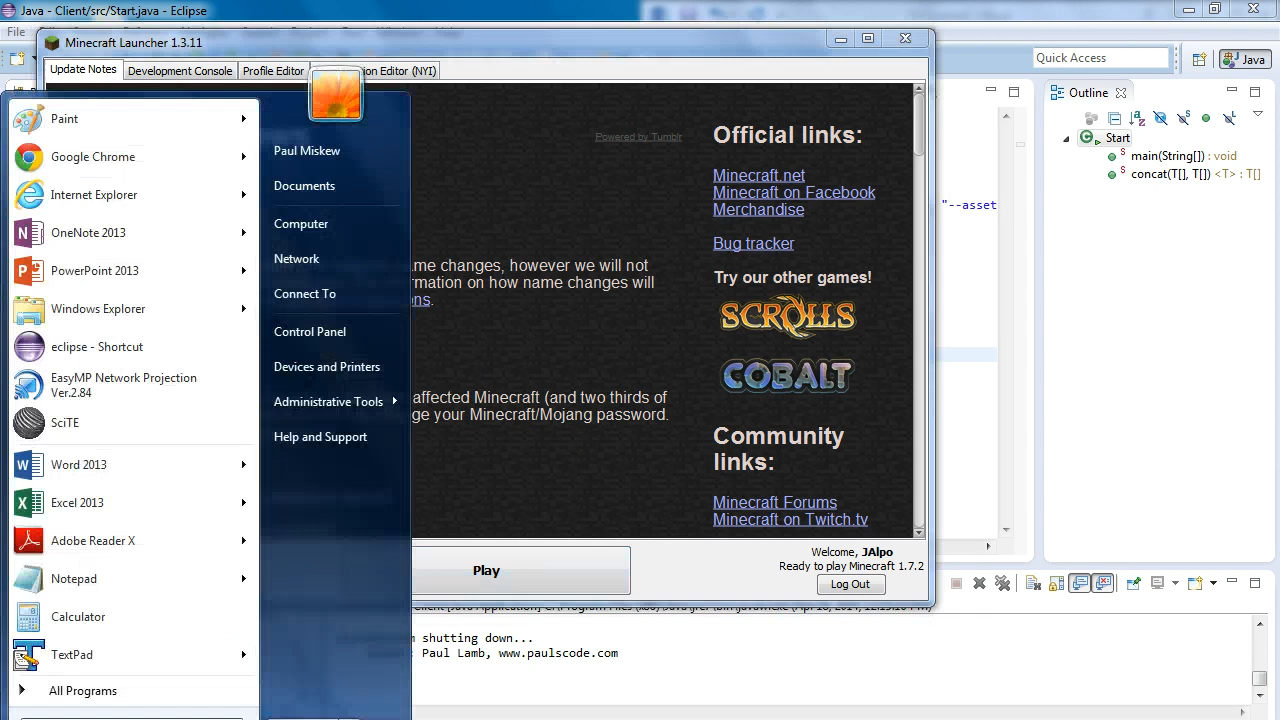 Java - Client/src/Start.java - Eclipse
File
Quick Access
Java
Minecraft Launcher 1.3.11
Update Notes
Development Console
Profile Editor
Editor (NYI)
Powered by Tumblr
me changes, however we will not
rmation on how name changes will
ons.
affected Minecraft (and two thirds of
ge your Minecraft/Mojang password.
Official links:
Minecraft.net
Minecraft on Facebook
Merchandise
Bug tracker
Try our other games!
SCROLLS
COBALT
Community
links:
Minecraft Forums
Minecraft on Twitch.tv
Play
Welcome, JAlpo
Ready to play Minecraft 1.7.2
Log Out
Outline
Start
main(String[]) : void
concat(T[], T[]) <T> : T[]
"--asset
Paint
Google Chrome
Internet Explorer
OneNote 2013
PowerPoint 2013
Windows Explorer
eclipse - Shortcut
EasyMP Network Projection
Ver.2.84
SciTE
Word 2013
Excel 2013
Adobe Reader X
Notepad
Calculator
TextPad
All Programs
Paul Miskew
Documents
Computer
Network
Connect To
Control Panel
Devices and Printers
Administrative Tools
Help and Support
m shutting down...
: Paul Lamb, www.paulscode.com